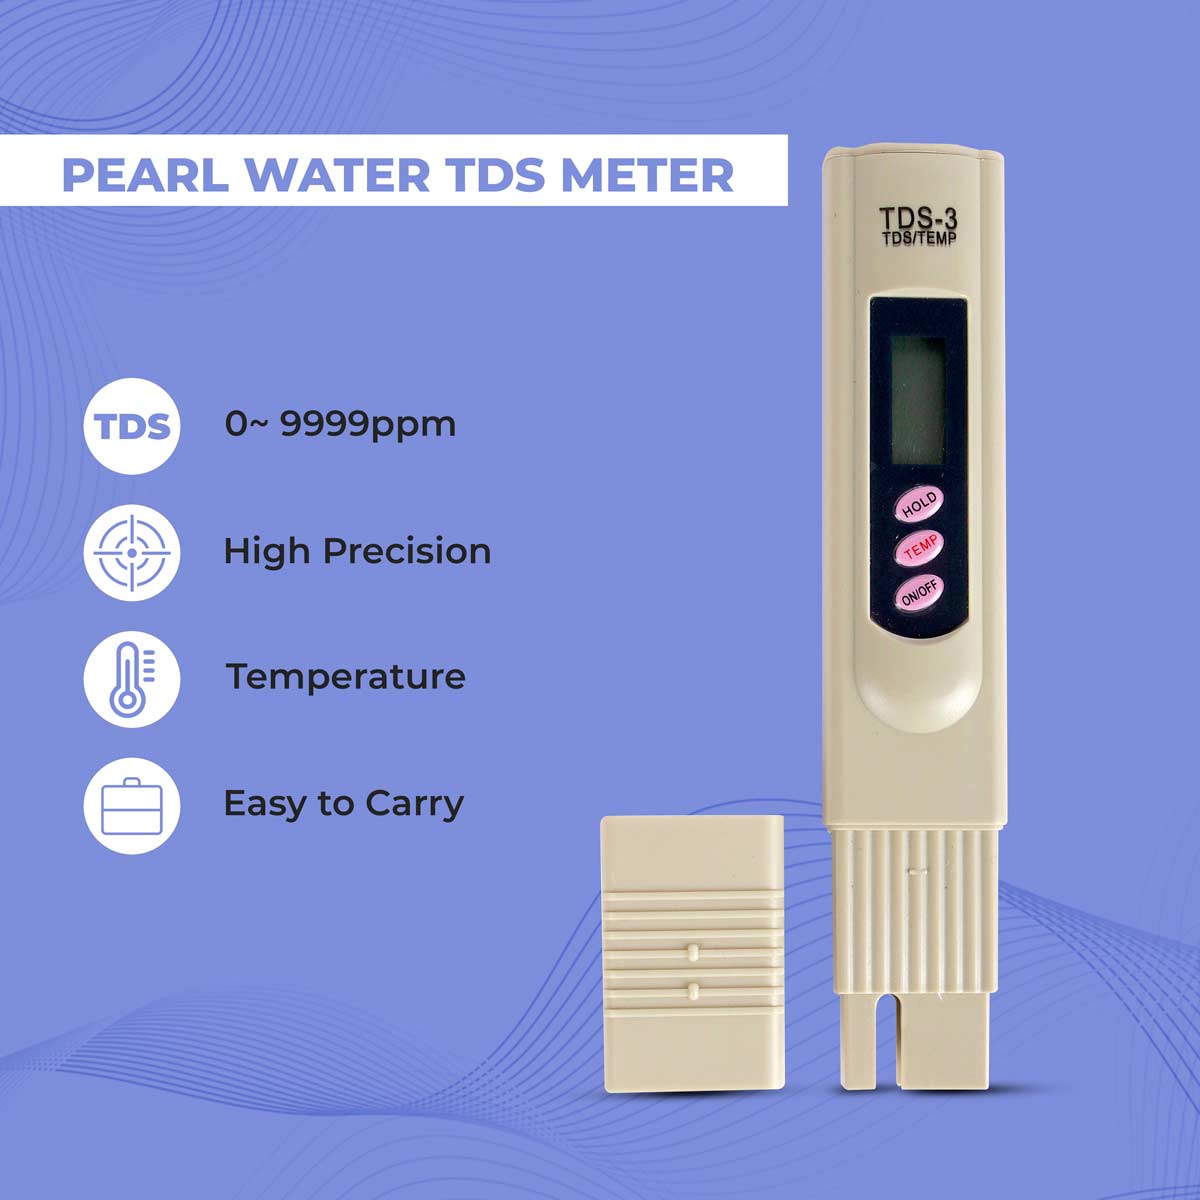 PEARL WATER TDS METER
TDS-3
TDS/TEMP
TDS
0~ 9999ppm
High Precision
Temperature
Easy to Carry
HOLD
TEMP
ON/OFF